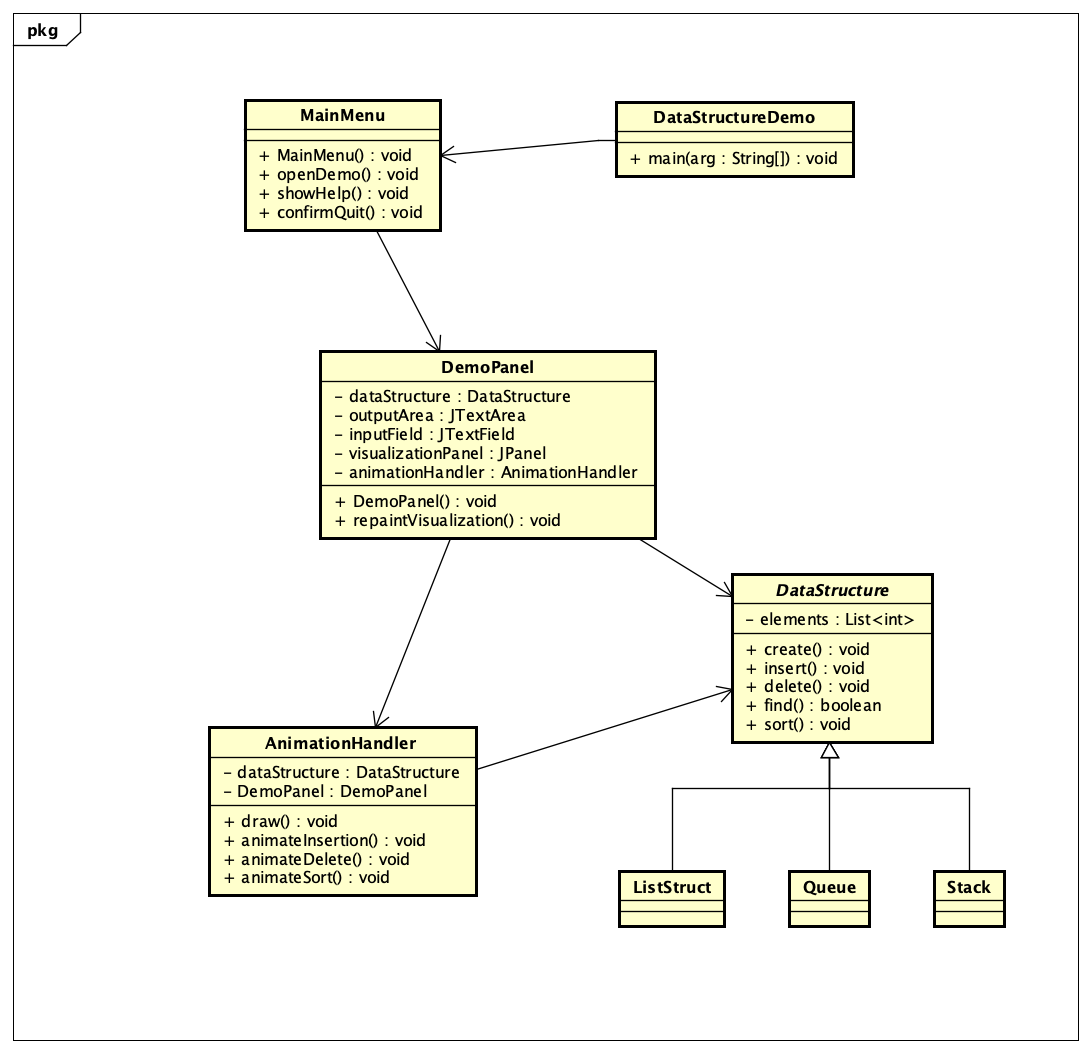 pkg
MainMenu
+ MainMenu() : void
+ openDemo() : void
+ showHelp() : void
+ confirmQuit() : void
DataStructureDemo
+ main(arg : String[]) : void
DemoPanel
- dataStructure : DataStructure
- outputArea : JTextArea
- inputField : JTextField
- visualizationPanel : JPanel
- animationHandler : AnimationHandler
+ DemoPanel() : void
+ repaintVisualization() : void
DataStructure
- elements : List<int>
+ create() : void
+ insert() : void
+ delete() : void
+ find() : boolean
+ sort() : void
AnimationHandler
- dataStructure : DataStructure
- DemoPanel : DemoPanel
+ draw() : void
+ animateInsertion() : void
+ animateDelete() : void
+ animateSort() : void
ListStruct
Queue
Stack